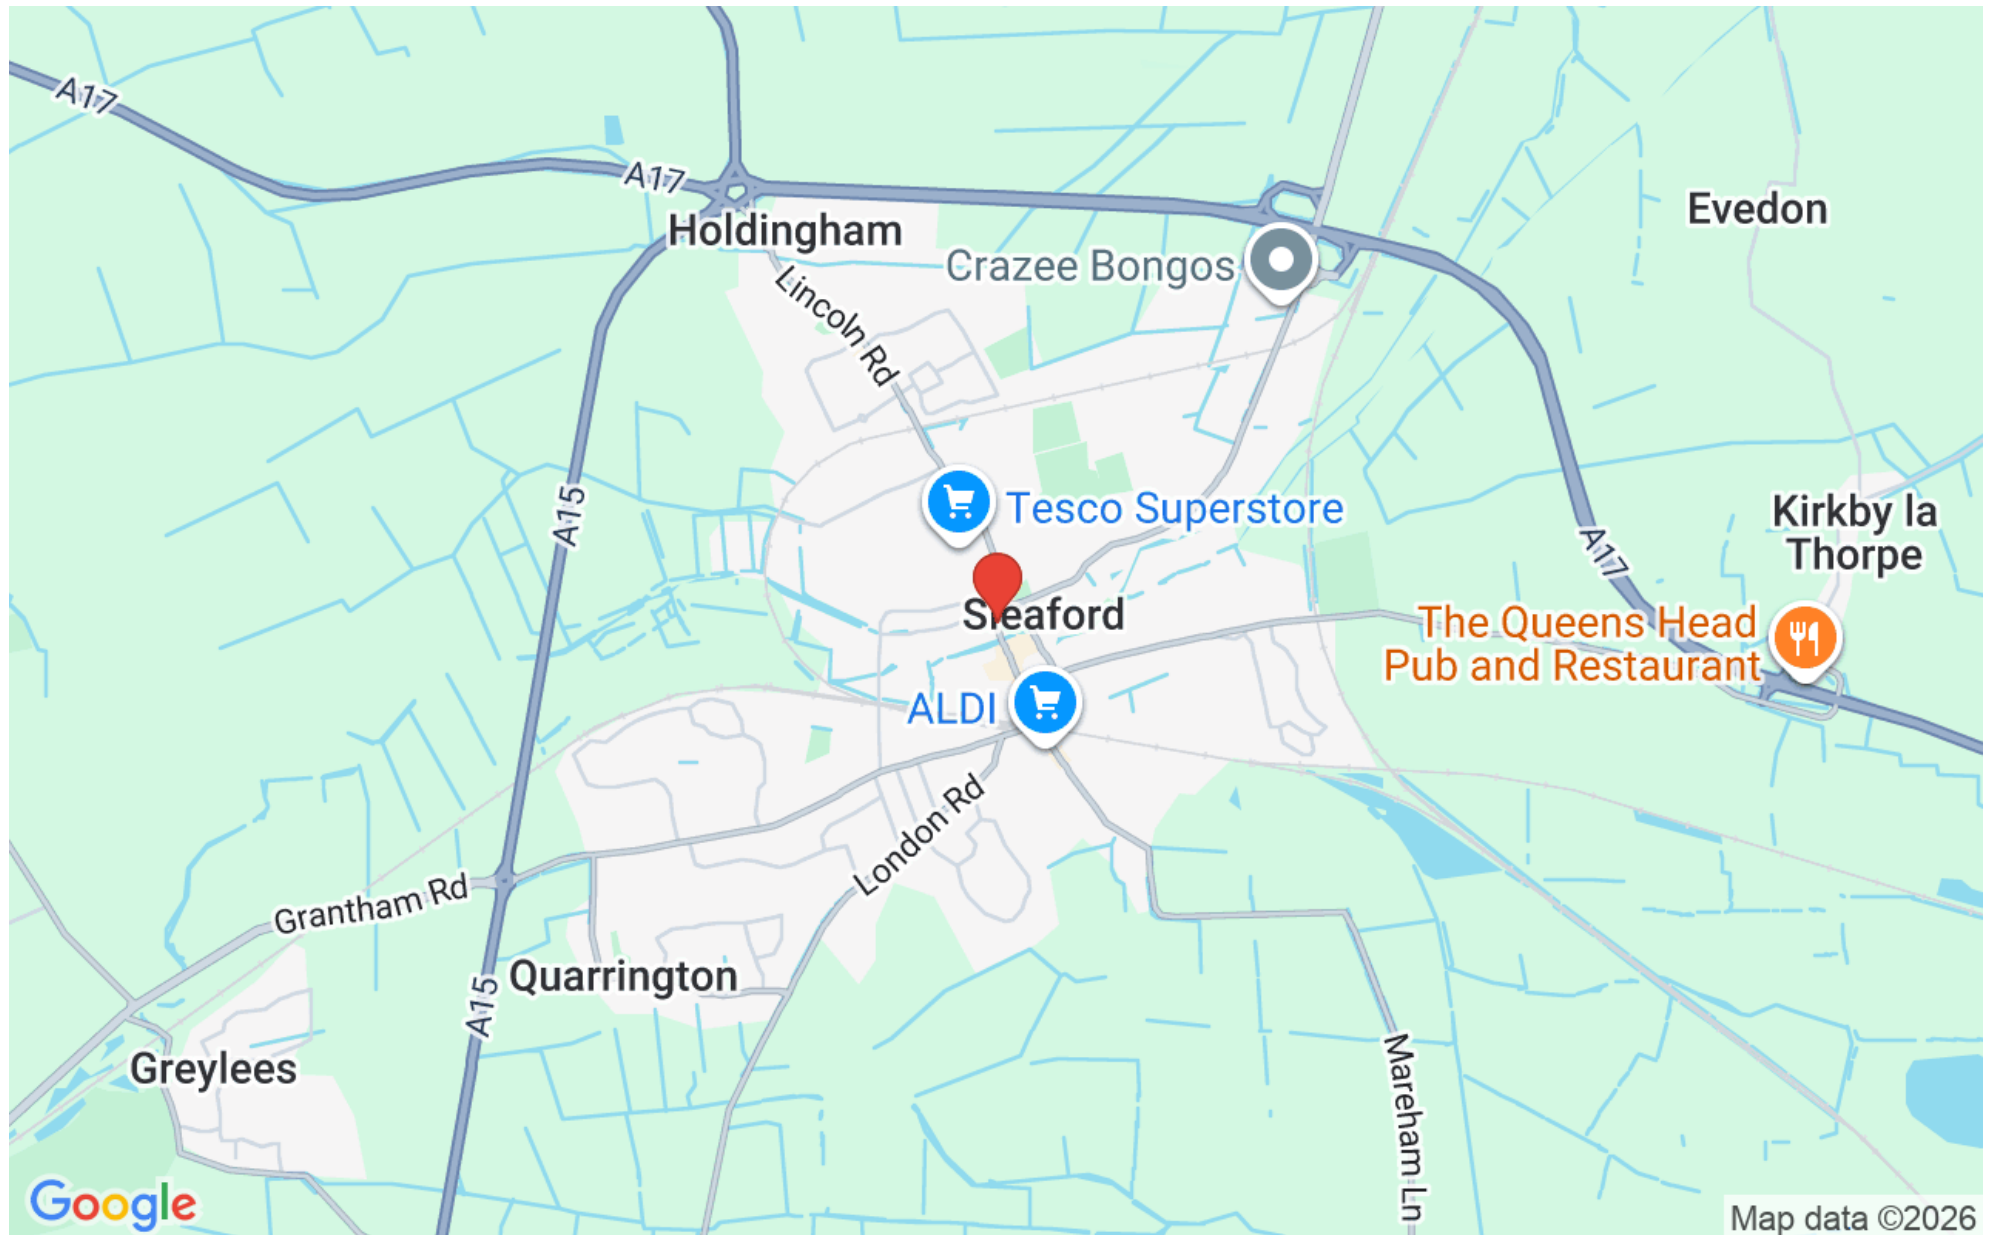 A17
A17
Holdingham
Evedon
Crazee Bongos
Lincoln Rd
A15
Tesco Superstore
A17
Kirkby la
Thorpe
Sleaford
The Queens Head
Pub and Restaurant
ALDI
London Rd
Grantham Rd
Quarrington
A15
Greylees
Mareham Ln
Google
Map data ©2026